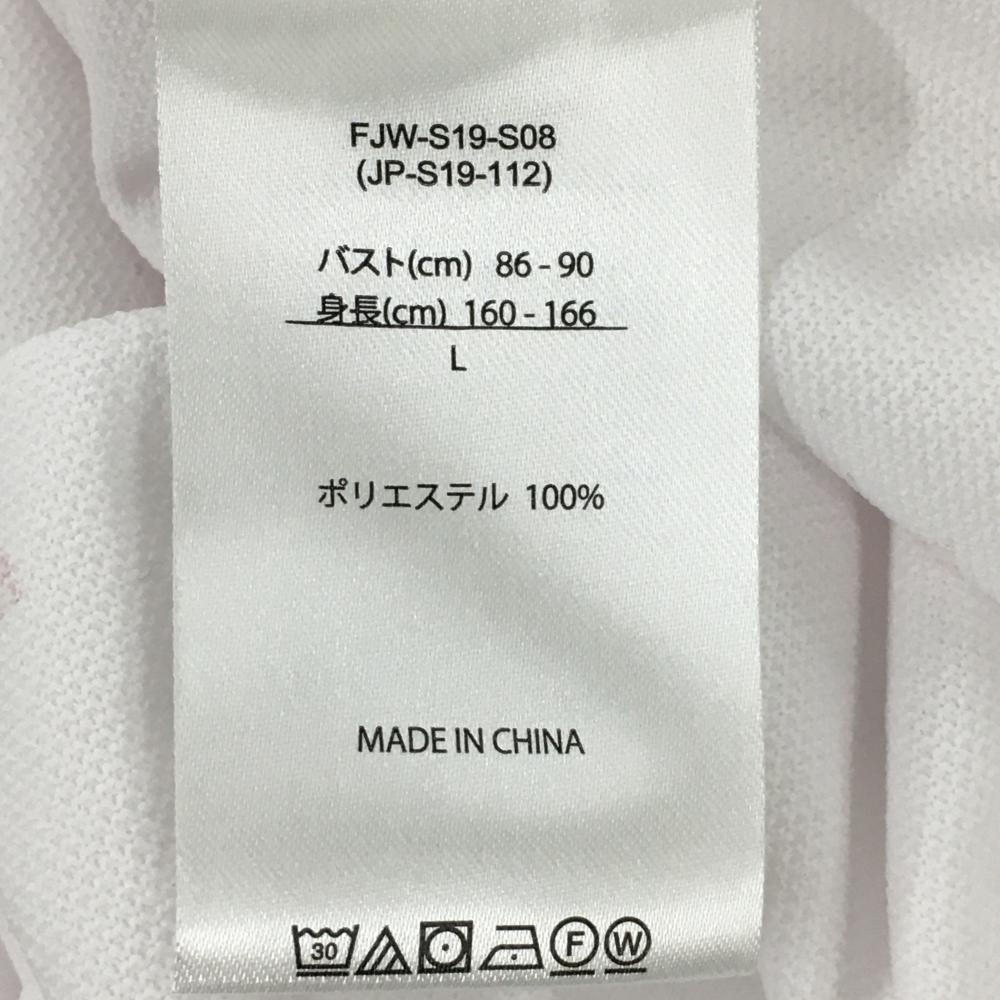 FJW-S19-S08
(JP-S19-112)
バスト(cm) 86 - 90
身長(cm) 160 - 166
L
ポリエステル 100%
MADE IN CHINA
30 F W